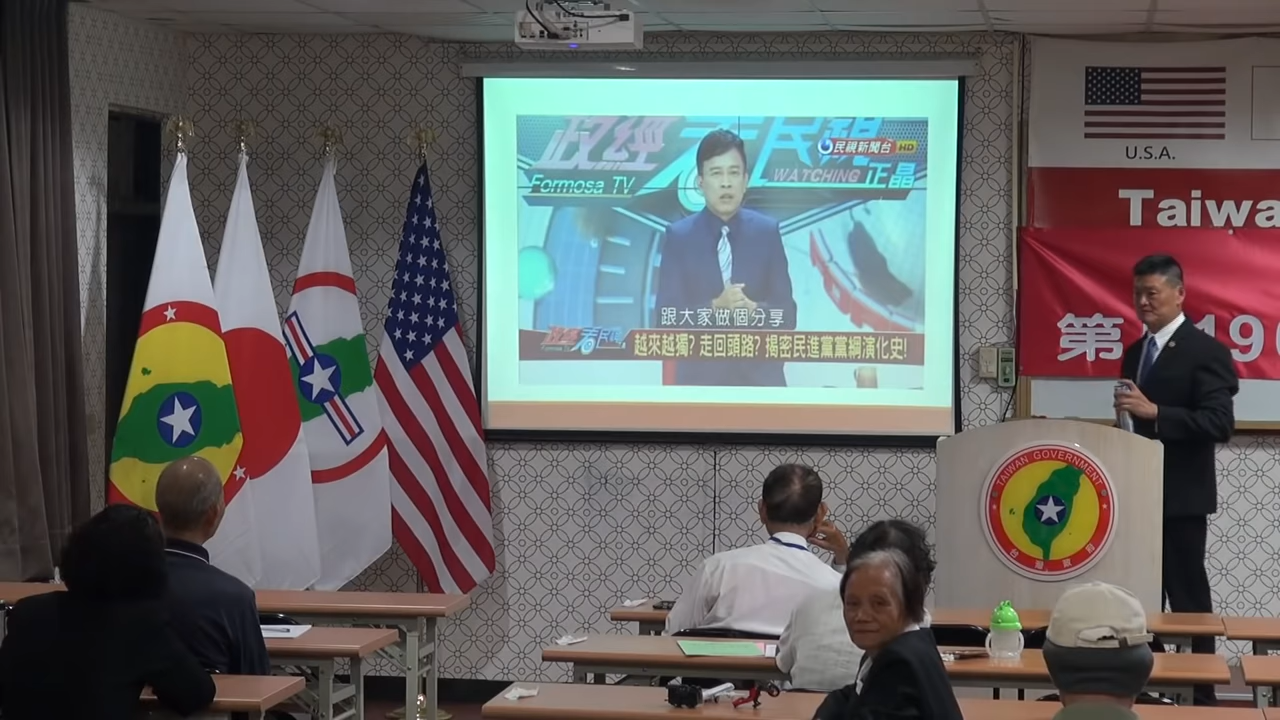 政經看民視
民視新聞台 HD
Formosa TV
WATCHING 正晶
跟大家做個分享
越來越獨? 走回頭路? 揭密民進黨黨綱演化史!
U.S.A.
Taiwa
第
TAIWAN GOVERNMENT